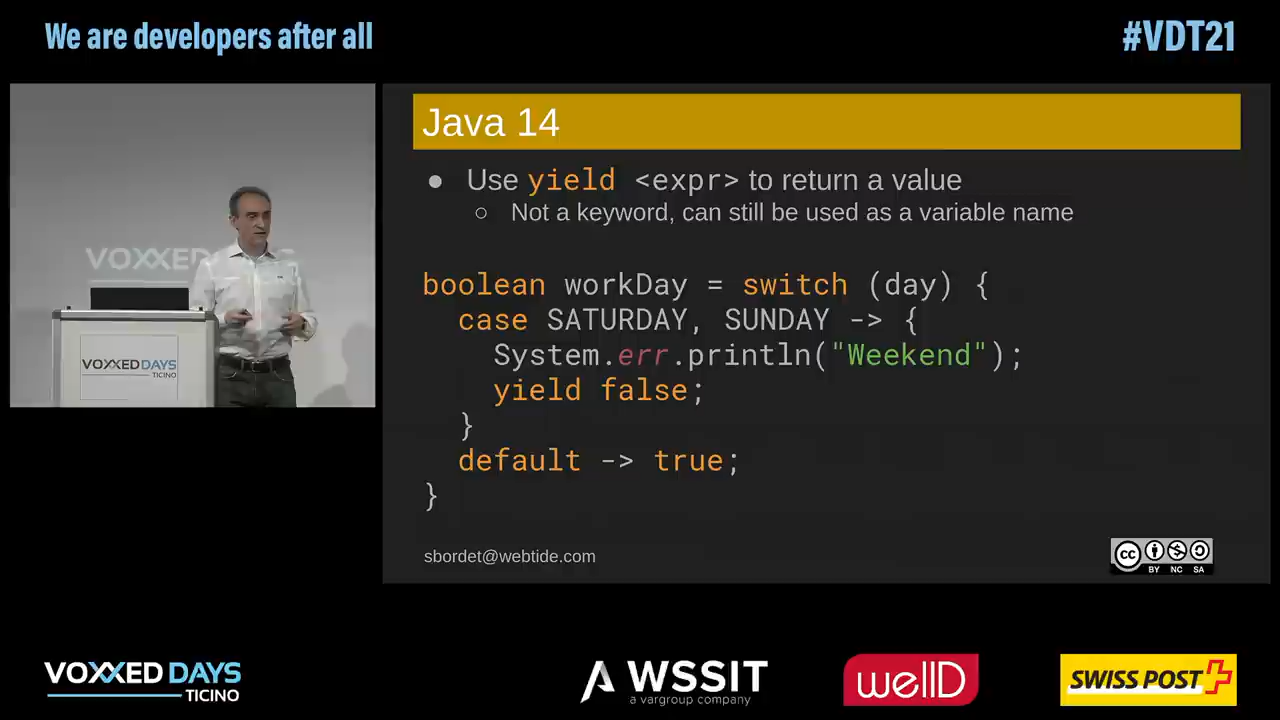 We are developers after all
#VDT21
VOXXED DAYS
VOXXED DAYS
TICINO
Java 14
● Use yield <expr> to return a value
○ Not a keyword, can still be used as a variable name
boolean workDay = switch (day) {
case SATURDAY, SUNDAY -> {
System.err.println("Weekend");
yield false;
}
default -> true;
}
sbordet@webtide.com
cc
BY NC SA
VOXXED DAYS
TICINO
WSSIT
a vargroup company
wellD
SWISS POST